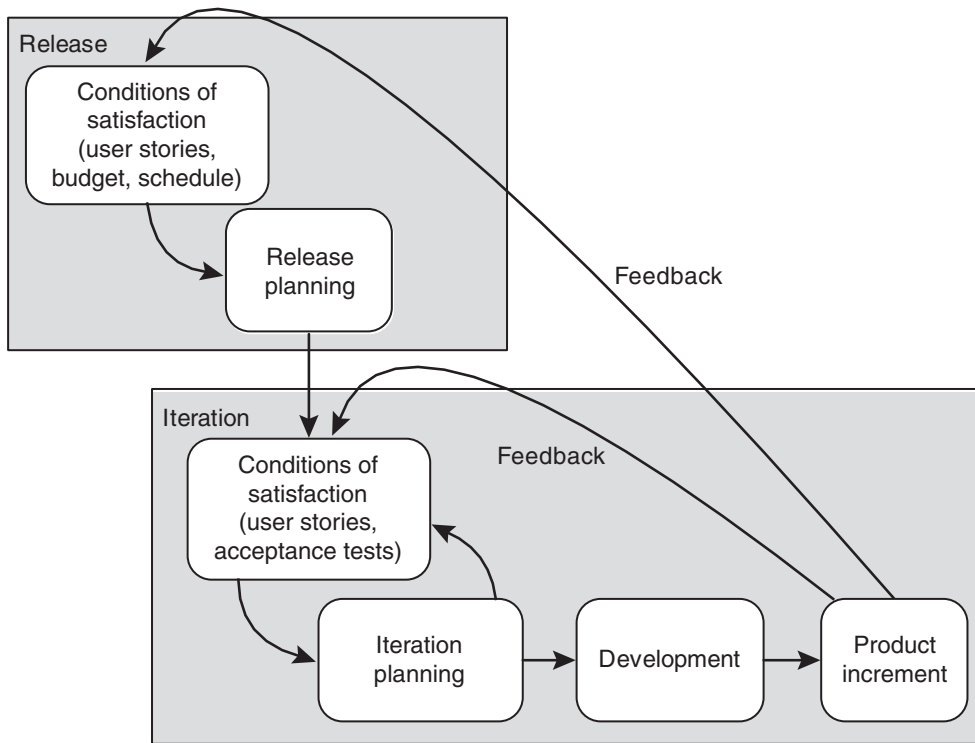 Release
Conditions of
satisfaction
(user stories,
budget, schedule)
Release
planning
Feedback
Iteration
Conditions of
satisfaction
(user stories,
acceptance tests)
Feedback
Iteration
planning
Development
Product
increment